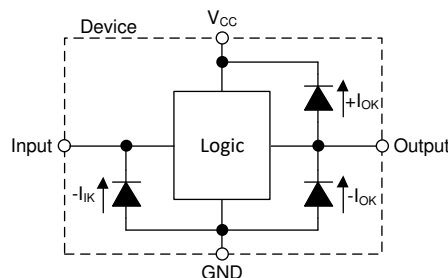 Device
VCC
+IOK
Input
Logic
Output
-IIK
-IOK
GND